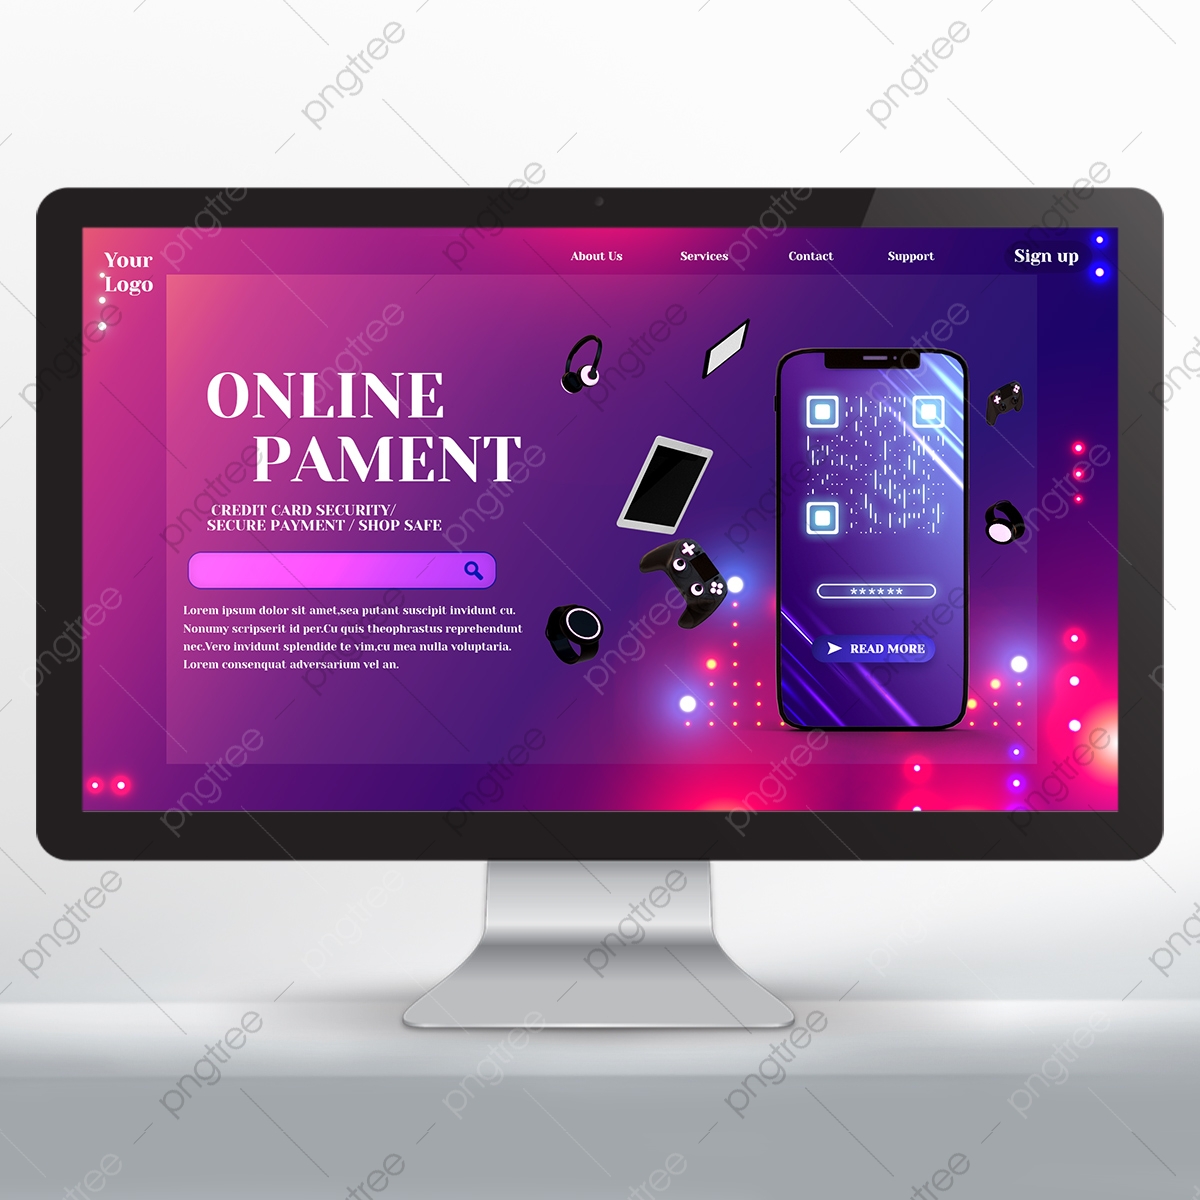 Your
Logo
About Us
Services
Contact
Support
Sign up
ONLINE
PAMENT
CREDIT CARD SECURITY/
SECURE PAYMENT / SHOP SAFE
Lorem ipsum dolor sit amet,sea putant suscipit invidunt cu.
Nonumy scripserit id per.Cu quis theophrastus reprehendunt
nec.Vero invidunt splendide te vim,cu mea nulla voluptaria.
Lorem consenquat adversarium vel an.
******
READ MORE
pngtree